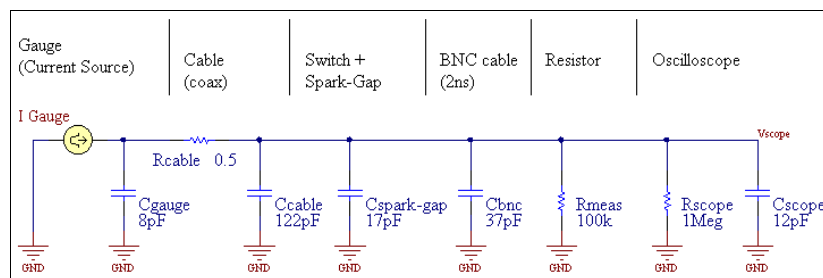 Gauge
(Current Source)
Cable
(coax)
Switch +
Spark-Gap
BNC cable
(2ns)
Resistor
Oscilloscope
I Gauge
Vscope
Rcable 0.5
Cgauge
8pF
Ccable
122pF
Cspark-gap
17pF
Cbnc
37pF
Rmeas
100k
Rscope
1Meg
Cscope
12pF
GND
GND
GND
GND
GND
GND
GND
GND